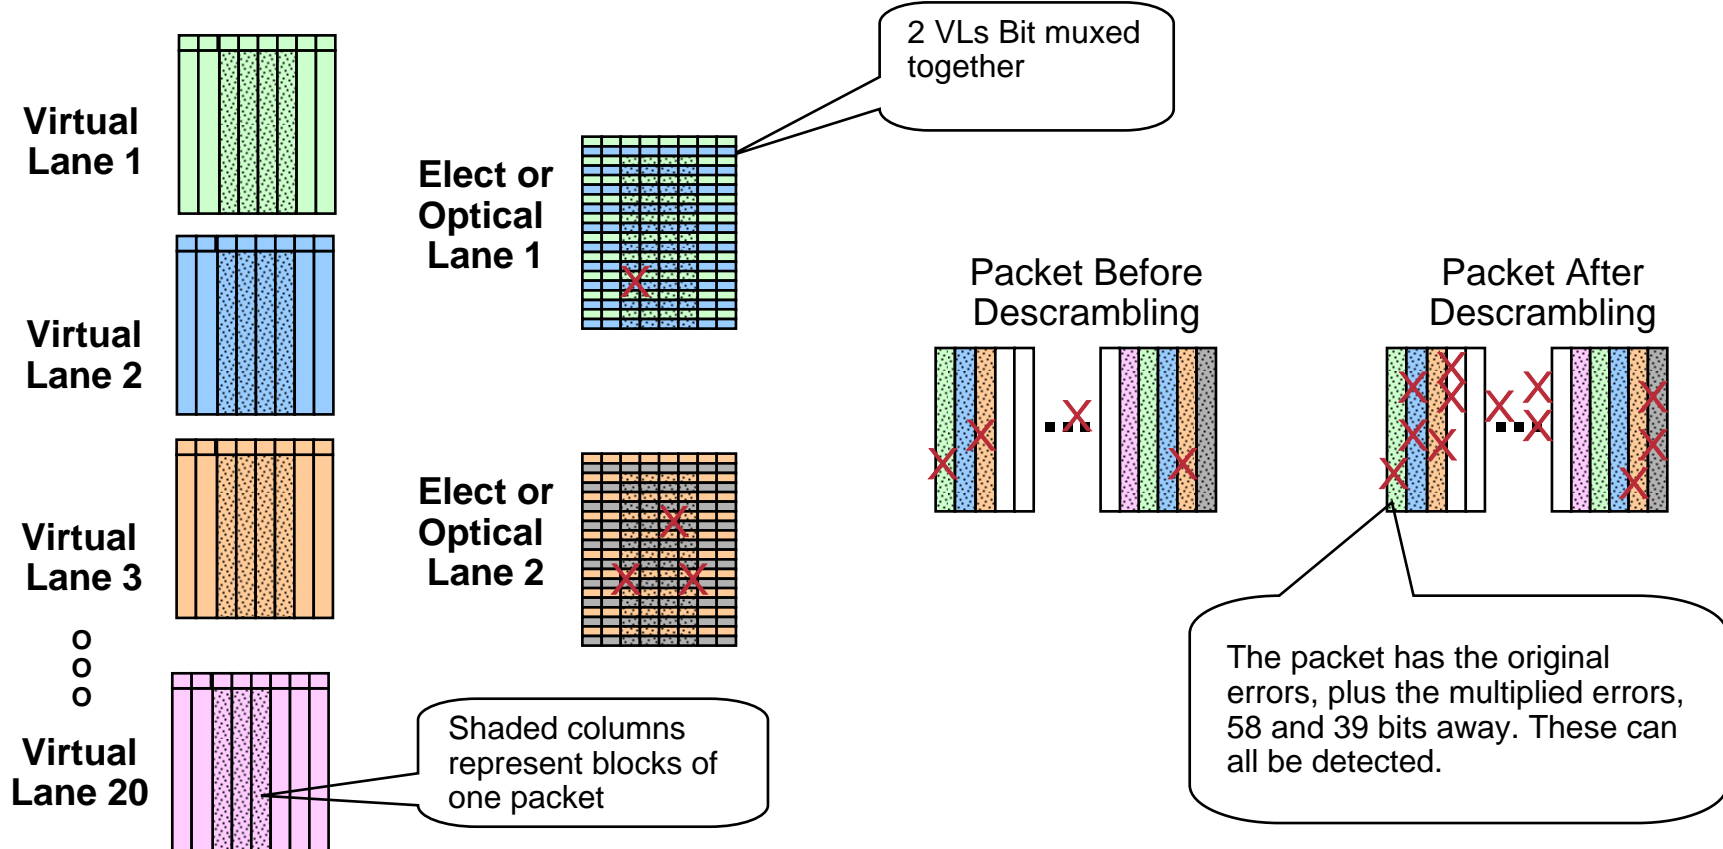 2 VLs Bit muxed
together
Virtual
Lane 1
Elect or
Optical
Lane 1
Virtual
Lane 2
Packet Before
Descrambling
Packet After
Descrambling
Virtual
Lane 3
Elect or
Optical
Lane 2
o
o
o
Virtual
Lane 20
Shaded columns
represent blocks of
one packet
The packet has the original
errors, plus the multiplied errors,
58 and 39 bits away. These can
all be detected.